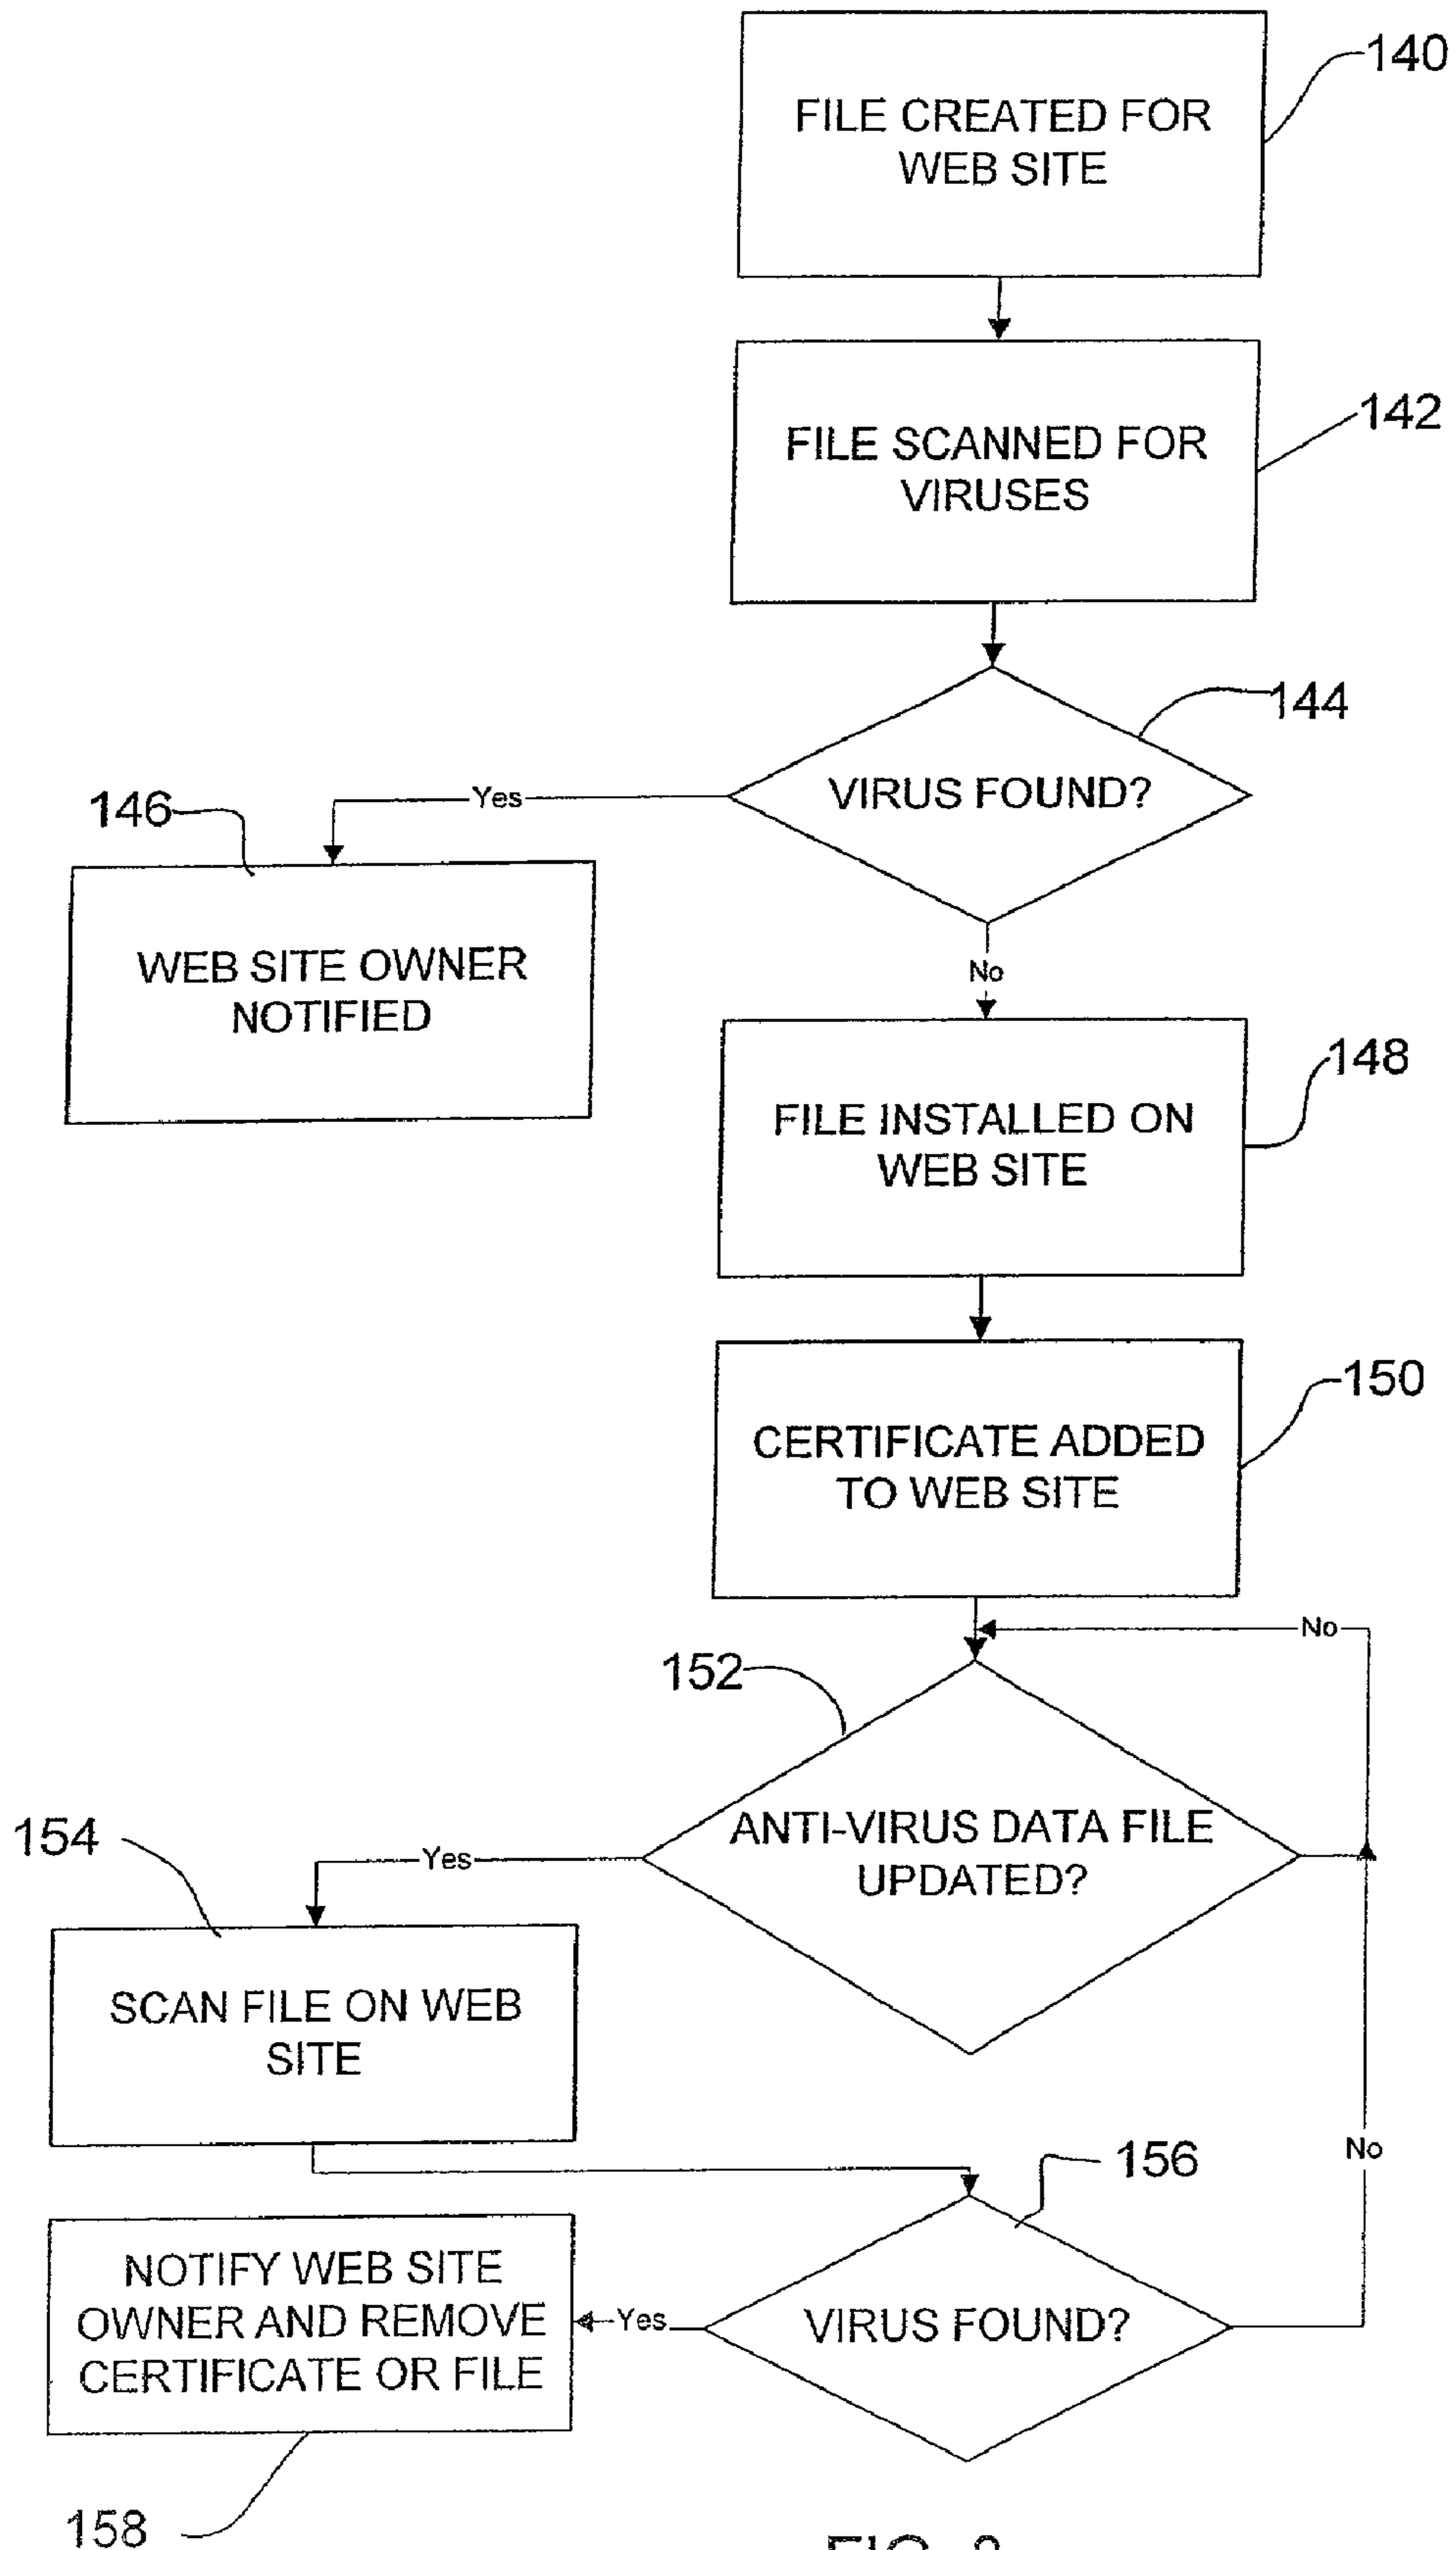 FILE CREATED FOR
WEB SITE
140
FILE SCANNED FOR
VIRUSES
142
144
VIRUS FOUND?
Yes
146
WEB SITE OWNER
NOTIFIED
No
FILE INSTALLED ON
WEB SITE
148
CERTIFICATE ADDED
TO WEB SITE
150
No
152
ANTI-VIRUS DATA FILE
UPDATED?
Yes
154
SCAN FILE ON WEB
SITE
No
156
VIRUS FOUND?
Yes
NOTIFY WEB SITE
OWNER AND REMOVE
CERTIFICATE OR FILE
158
FIG.